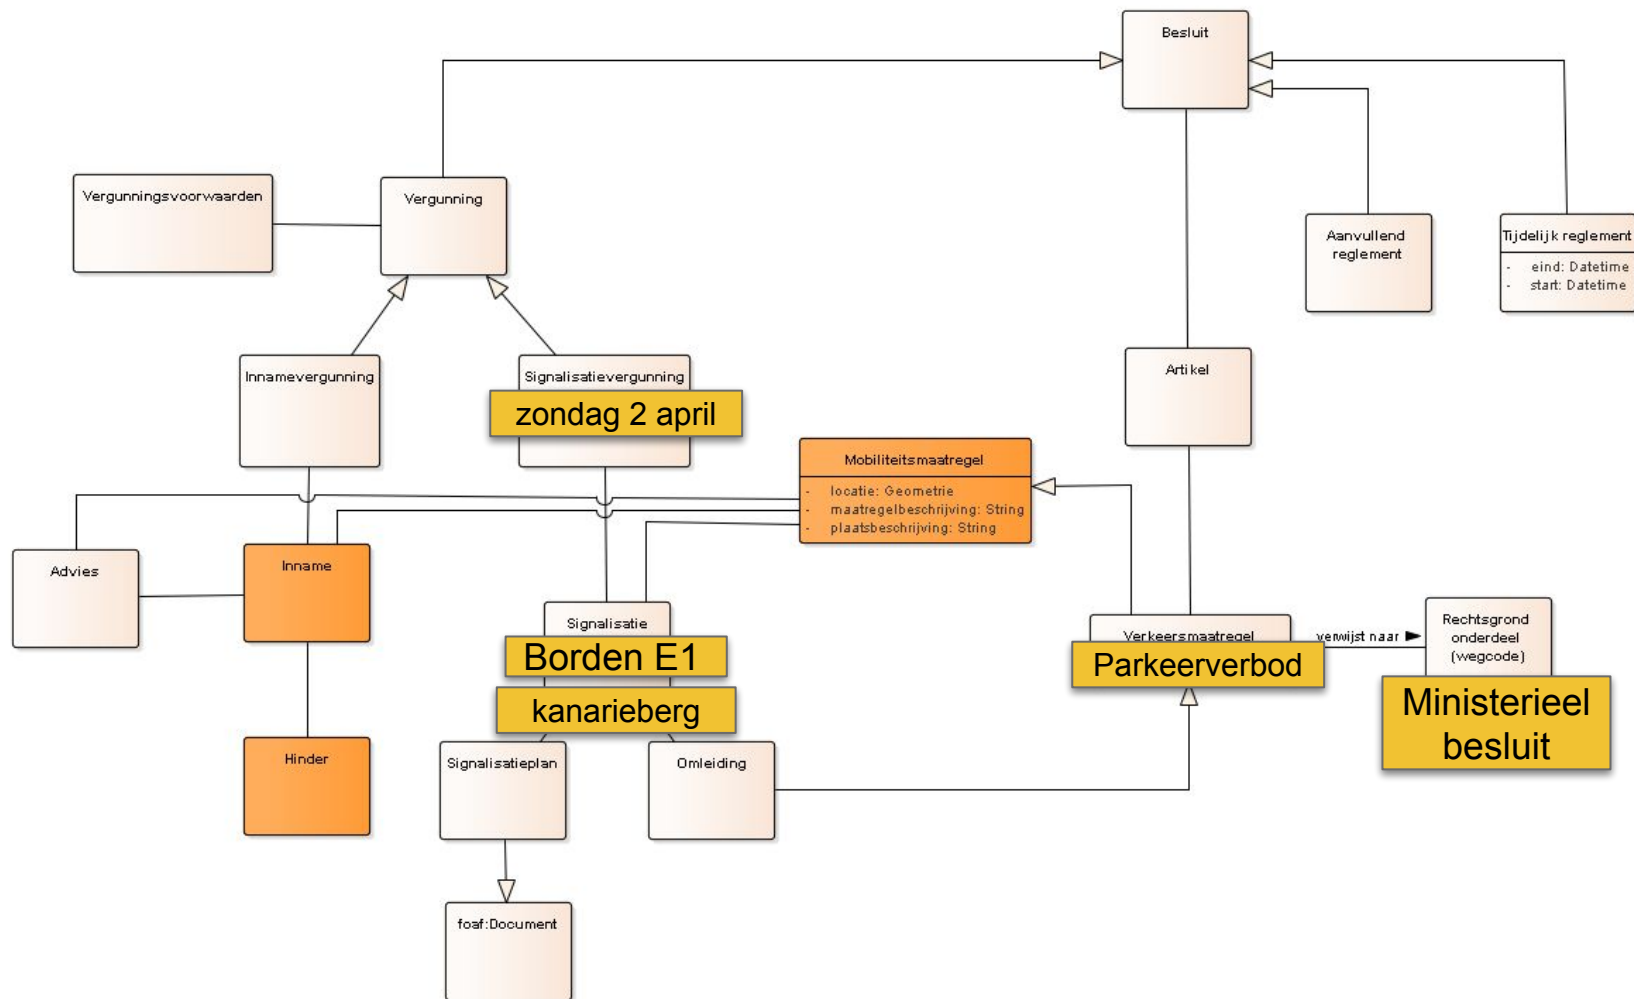 Besluit
Vergunningsvoorwaarden
Vergunning
Aanvullend
reglement
Tijdelijk reglement
- eind: Datetime
- start: Datetime
Innamevergunning
Signalisatievergunning
zondag 2 april
Artikel
Mobiliteitsmaatregel
- locatie: Geometrie
- maatregelbeschrijving: String
- plaatsbeschrijving: String
Advies
Inname
Signalisatie
Borden E1
kanarieberg
Verkeersmaatregel
Parkeerverbod
verwijst naar
Rechtsgrond
onderdeel
(wegcode)
Ministerieel
besluit
Hinder
Signalisatieplan
Omleiding
foaf:Document